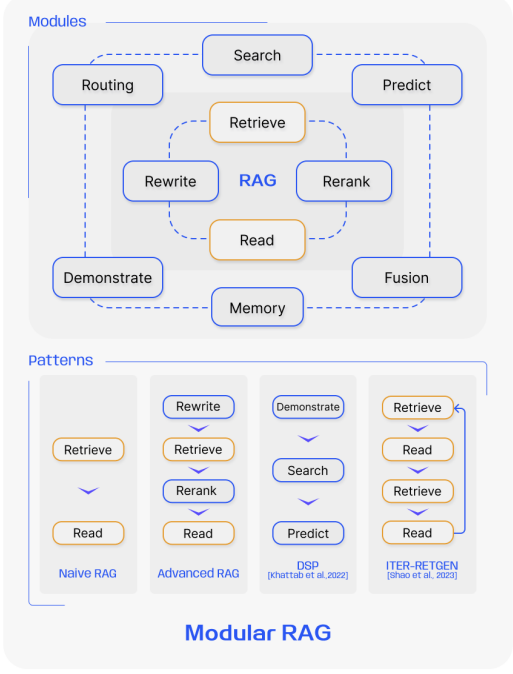 Modules
Search
Routing
Predict
Retrieve
Rewrite
RAG
Rerank
Read
Demonstrate
Fusion
Memory
Patterns
Retrieve
Read
Naive RAG
Rewrite
Retrieve
Rerank
Read
Advanced RAG
Demonstrate
Search
Predict
DSP
[Khattab et al.,2022]
Retrieve
Read
Retrieve
Read
ITER-RETGEN
[Shao et al., 2023]
Modular RAG